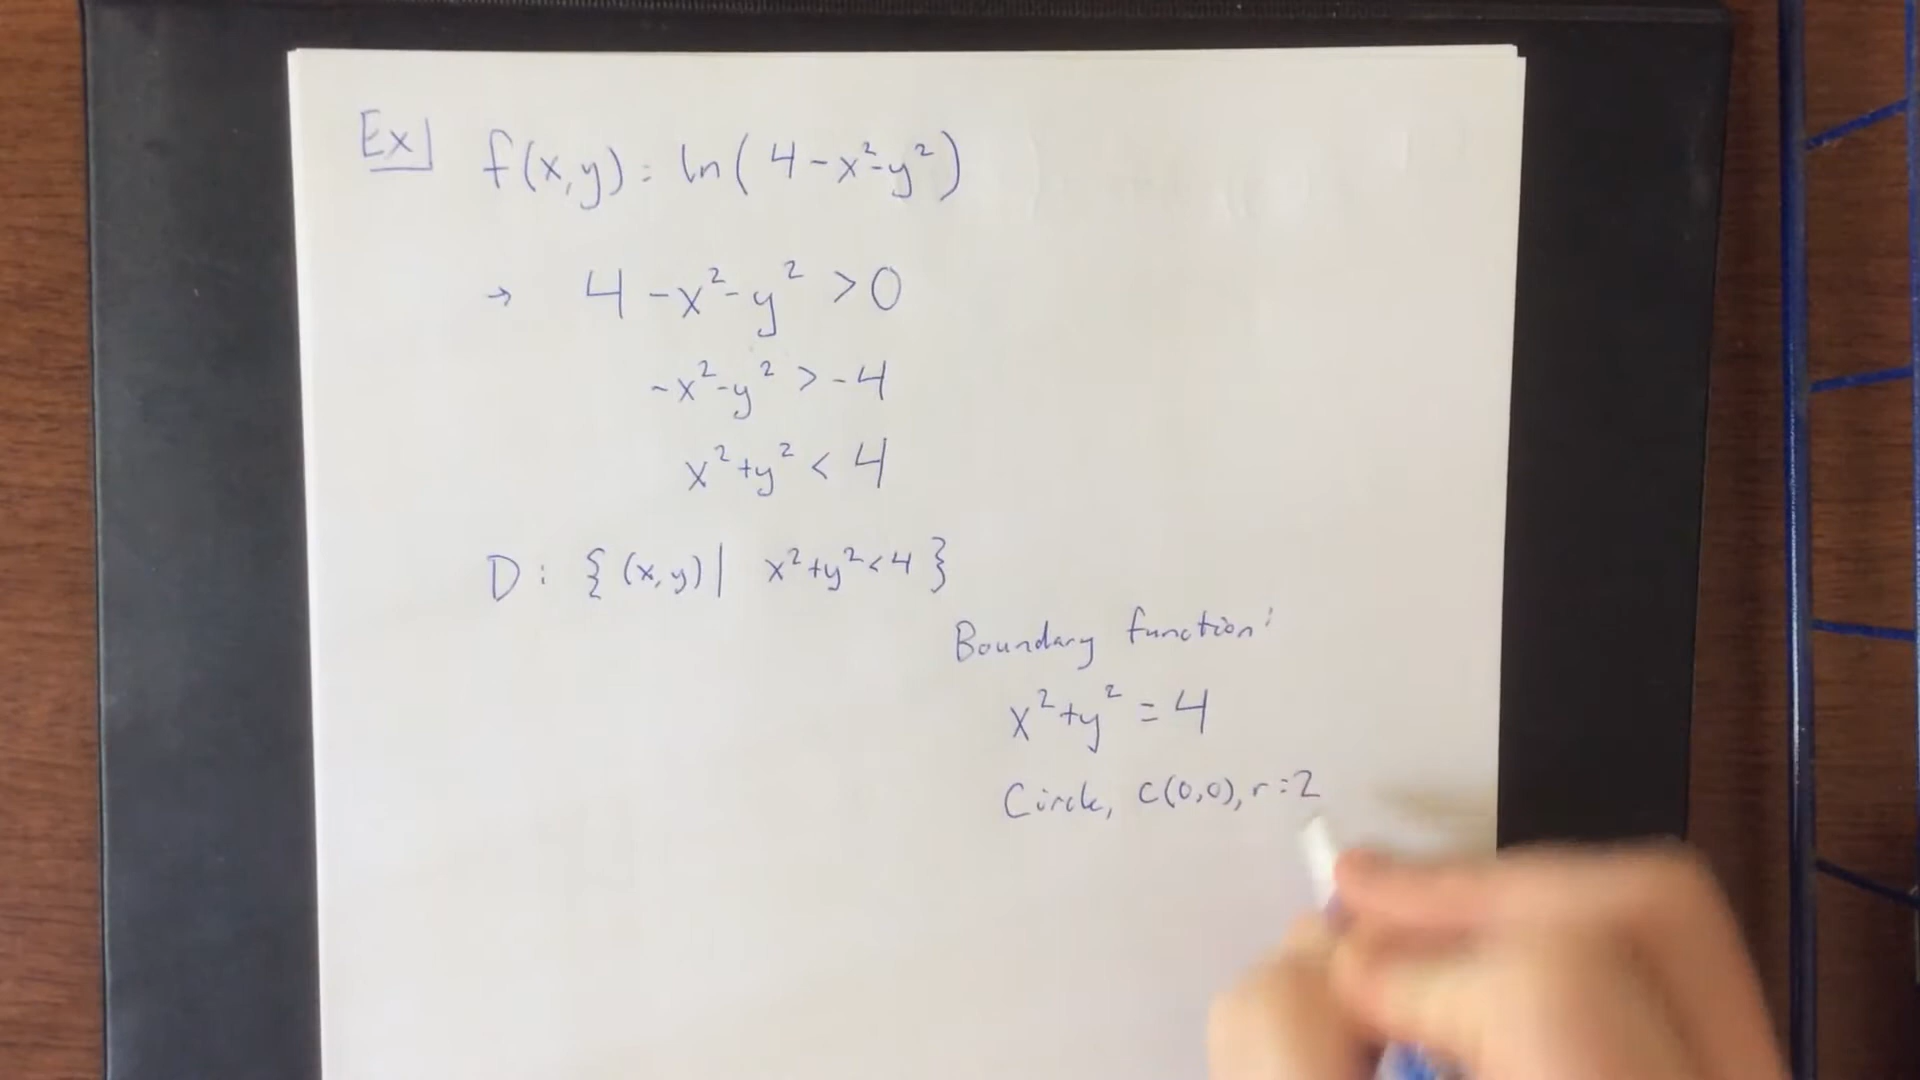 Ex] f(x,y) = ln(4-x²-y²)
→ 4-x²-y² >0
-x²-y² >-4
x²+y² < 4
D: {(x,y)| x²+y²<4}
Boundary function:
x²+y² = 4
Circle, C(0,0), r=2